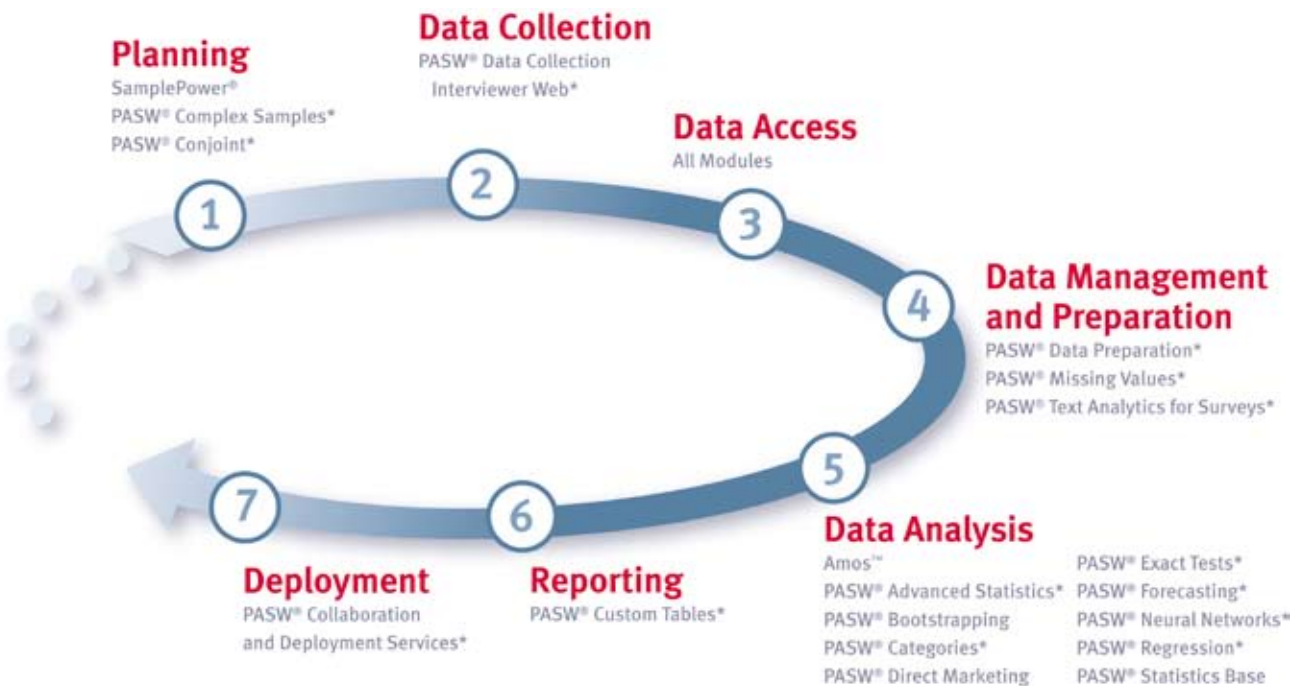 Planning
SamplePower®
PASW® Complex Samples*
PASW® Conjoint*
Data Collection
PASW® Data Collection
Interviewer Web*
Data Access
All Modules
1
2
3
4
Data Management
and Preparation
PASW® Data Preparation*
PASW® Missing Values*
PASW® Text Analytics for Surveys*
5
Data Analysis
Amos™
PASW® Advanced Statistics*
PASW® Bootstrapping
PASW® Categories*
PASW® Direct Marketing
PASW® Exact Tests*
PASW® Forecasting*
PASW® Neural Networks*
PASW® Regression*
PASW® Statistics Base
6
Reporting
PASW® Custom Tables*
7
Deployment
PASW® Collaboration
and Deployment Services*